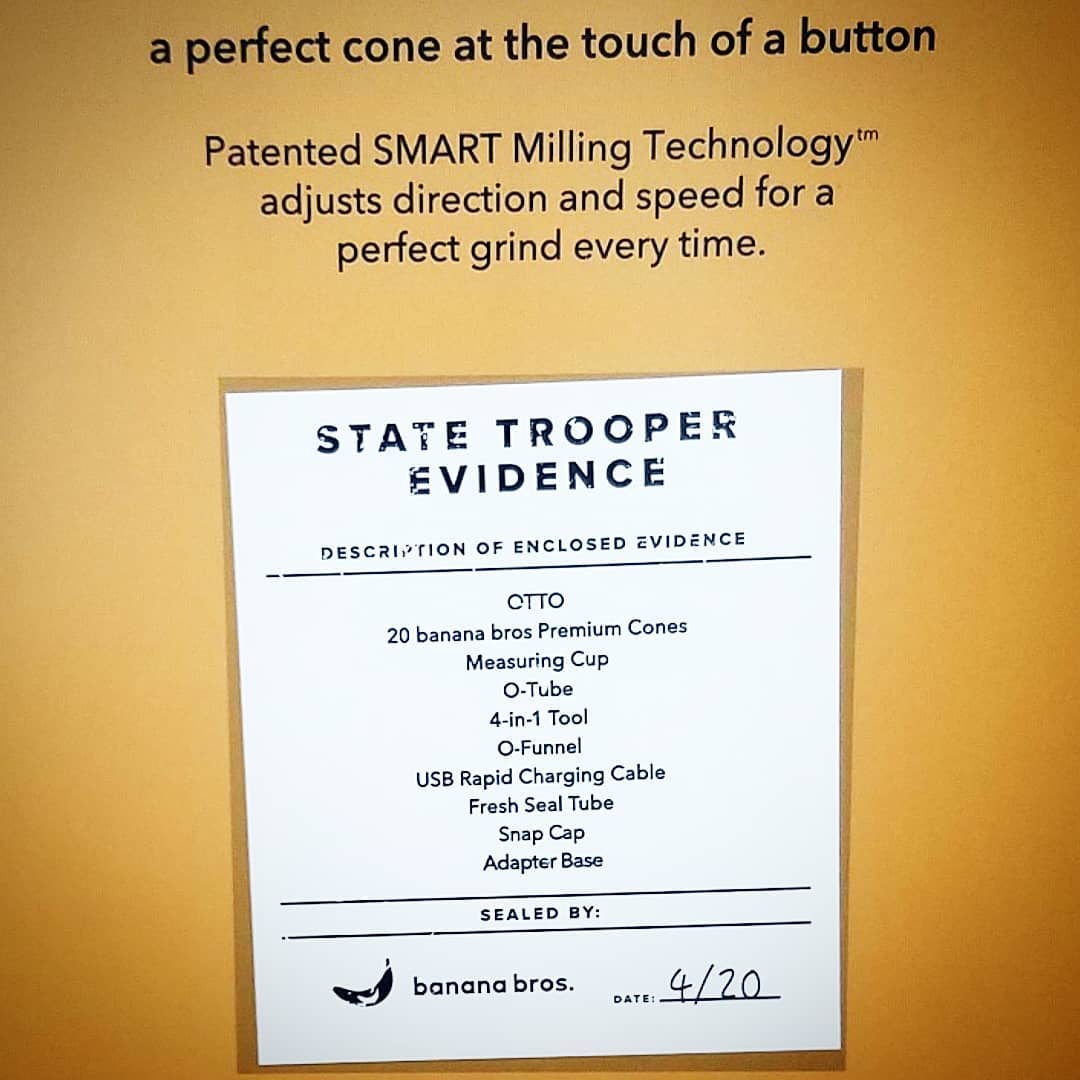 a perfect cone at the touch of a button
Patented SMART Milling Technology™
adjusts direction and speed for a
perfect grind every time.
STATE TROOPER
EVIDENCE
DESCRIPTION OF ENCLOSED EVIDENCE
OTTO
20 banana bros Premium Cones
Measuring Cup
O-Tube
4-in-1 Tool
O-Funnel
USB Rapid Charging Cable
Fresh Seal Tube
Snap Cap
Adapter Base
SEALED BY:
banana bros.
DATE: 4/20